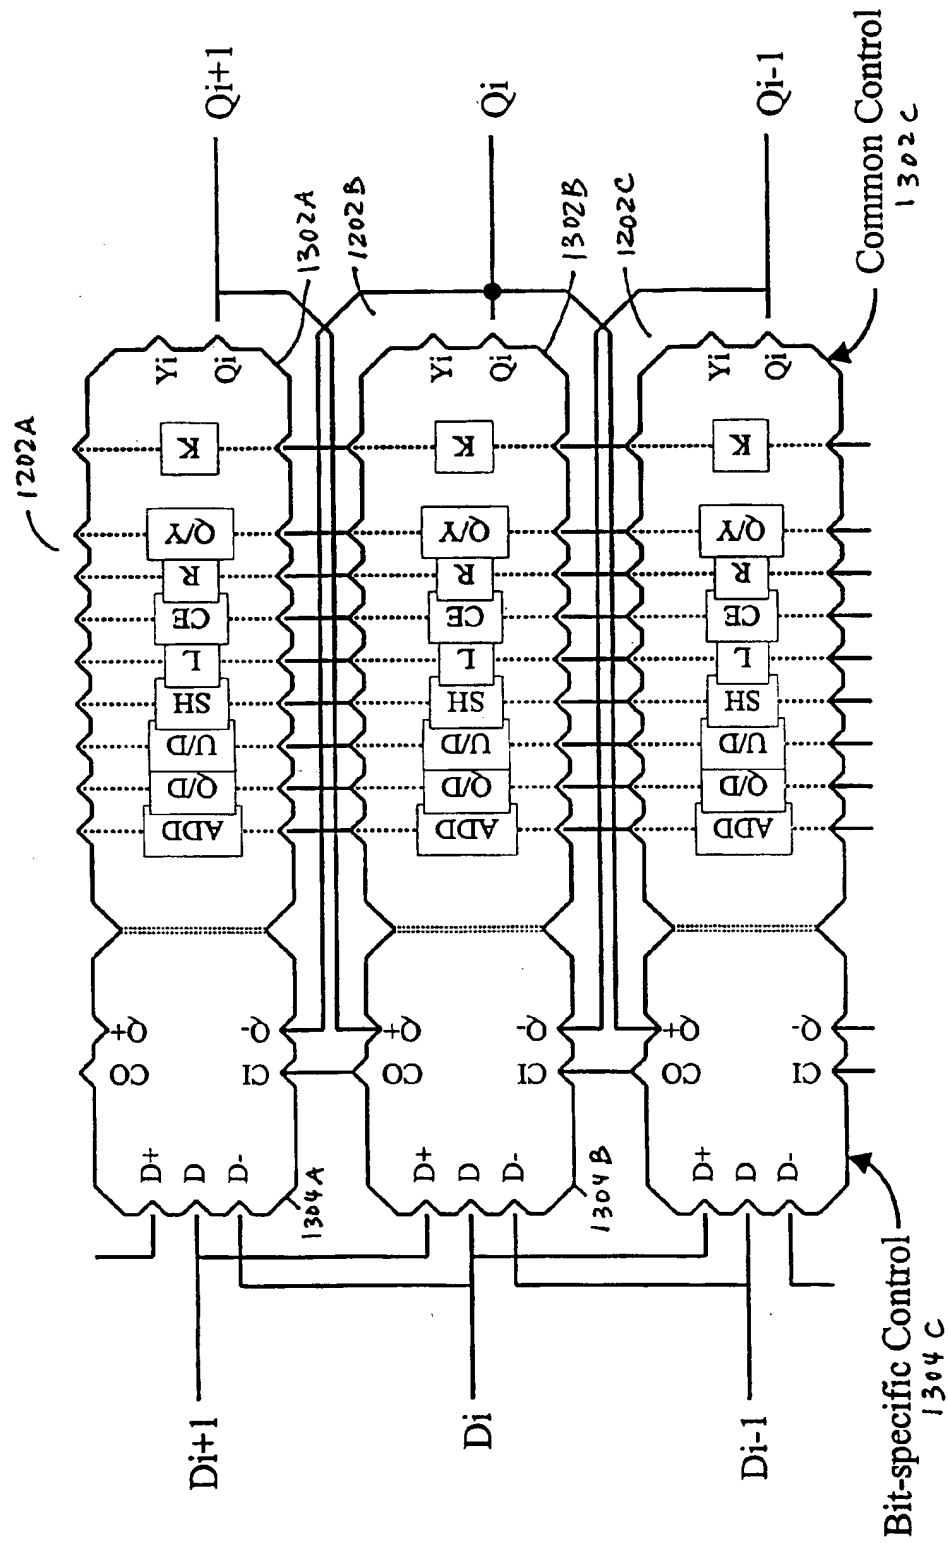 1202A
Qi+1
Yi
Qi
K
Q/Y
R
CE
L
SH
U/D
Q/D
ADD
Q+
Q-
CO
CI
D+
D
D-
1302A
1304A
Di+1
1202B
Qi
Yi
Qi
K
Q/Y
R
CE
L
SH
U/D
Q/D
ADD
Q+
Q-
CO
CI
D+
D
D-
1302B
1304B
Di
1202C
Qi-1
Yi
Qi
K
Q/Y
R
CE
L
SH
U/D
Q/D
ADD
Q+
Q-
CO
CI
D+
D
D-
Di-1
Common Control
1302C
Bit-specific Control
1304C